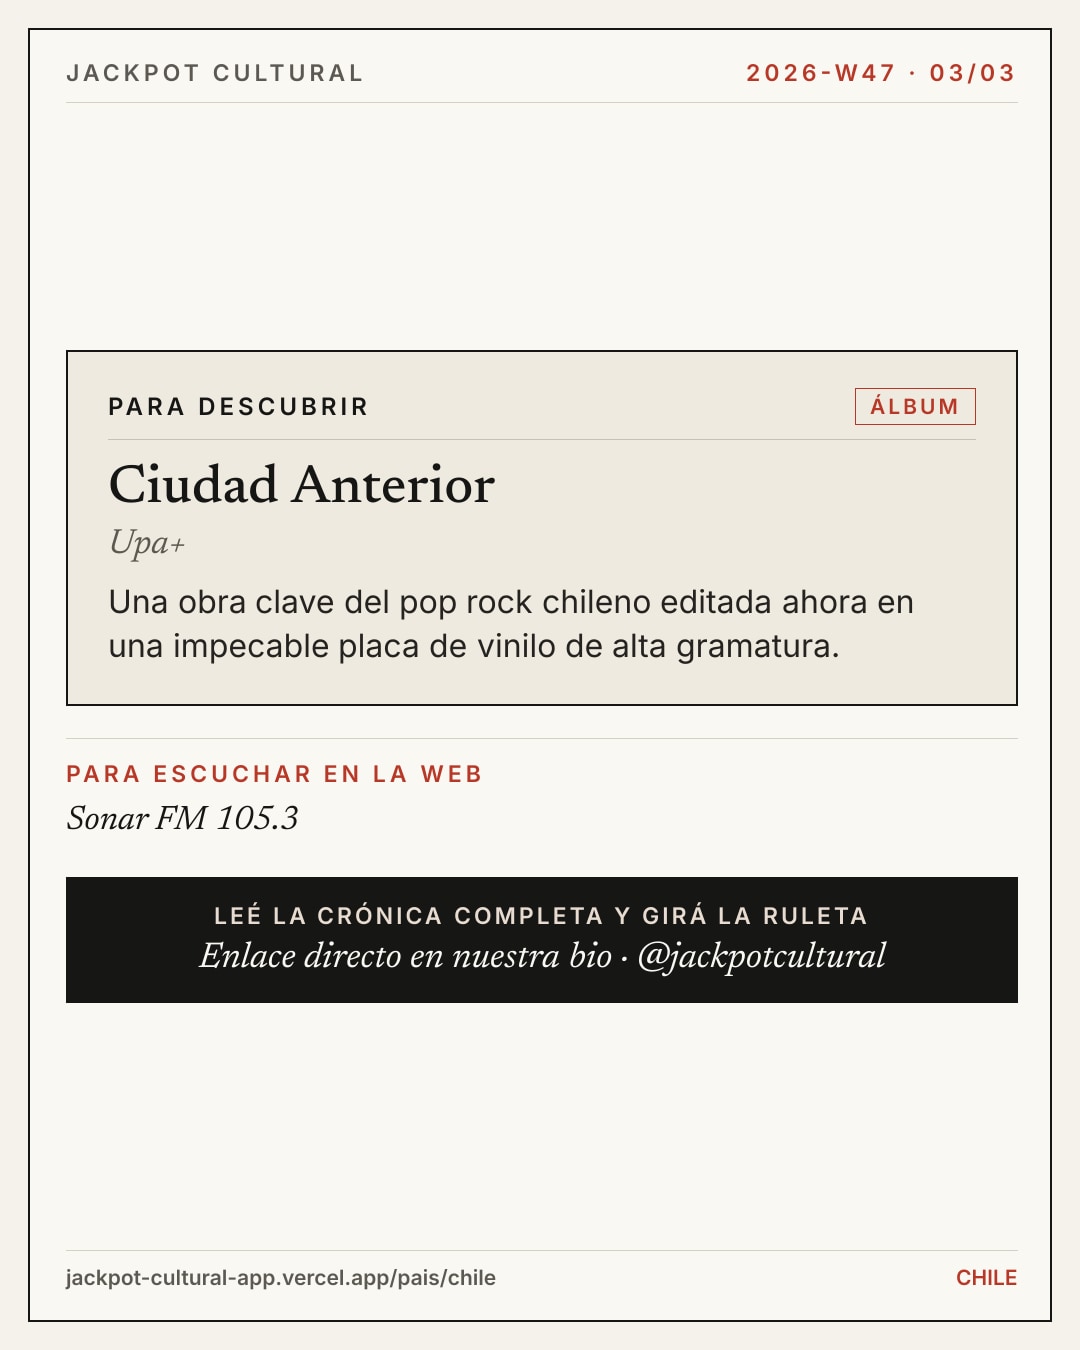 JACKPOT CULTURAL
2026-W47 · 03/03
PARA DESCUBRIR
ÁLBUM
Ciudad Anterior
Upa+
Una obra clave del pop rock chileno editada ahora en
una impecable placa de vinilo de alta gramatura.
PARA ESCUCHAR EN LA WEB
Sonar FM 105.3
LEÉ LA CRÓNICA COMPLETA Y GIRÁ LA RULETA
Enlace directo en nuestra bio · @jackpotcultural
jackpot-cultural-app.vercel.app/pais/chile
CHILE